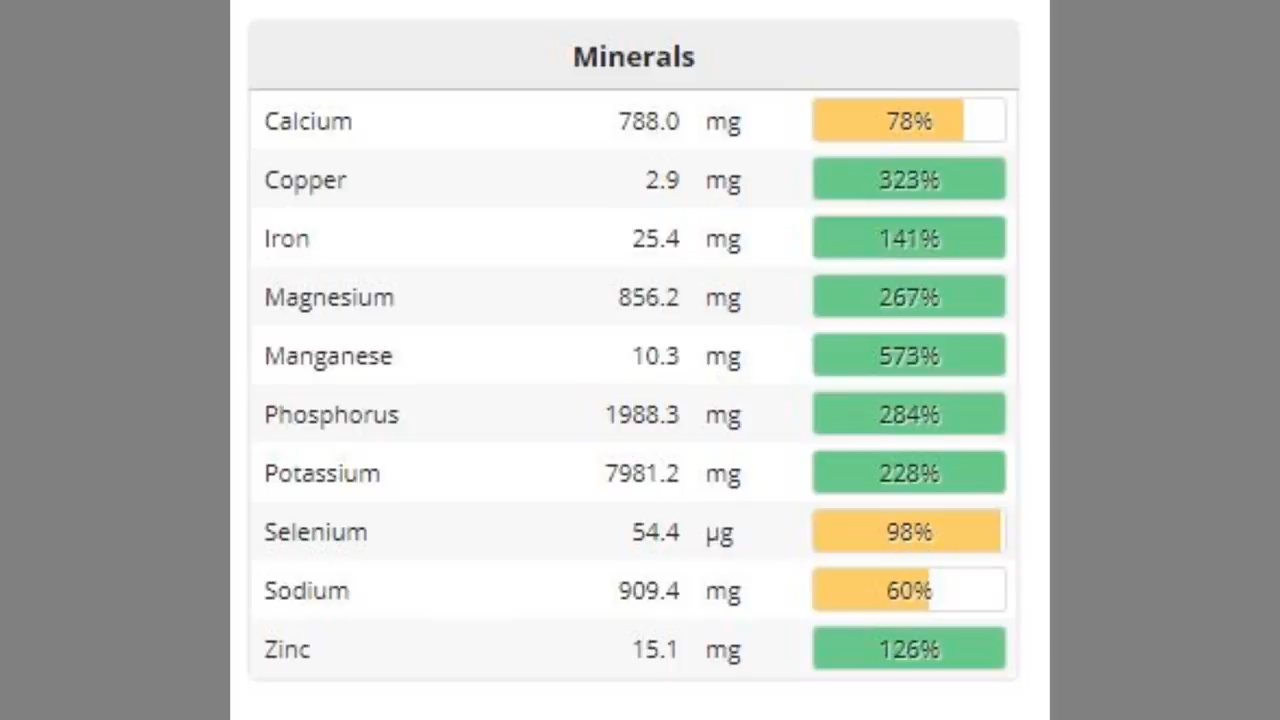 Minerals
Calcium 788.0 mg 78%
Copper 2.9 mg 323%
Iron 25.4 mg 141%
Magnesium 856.2 mg 267%
Manganese 10.3 mg 573%
Phosphorus 1988.3 mg 284%
Potassium 7981.2 mg 228%
Selenium 54.4 µg 98%
Sodium 909.4 mg 60%
Zinc 15.1 mg 126%